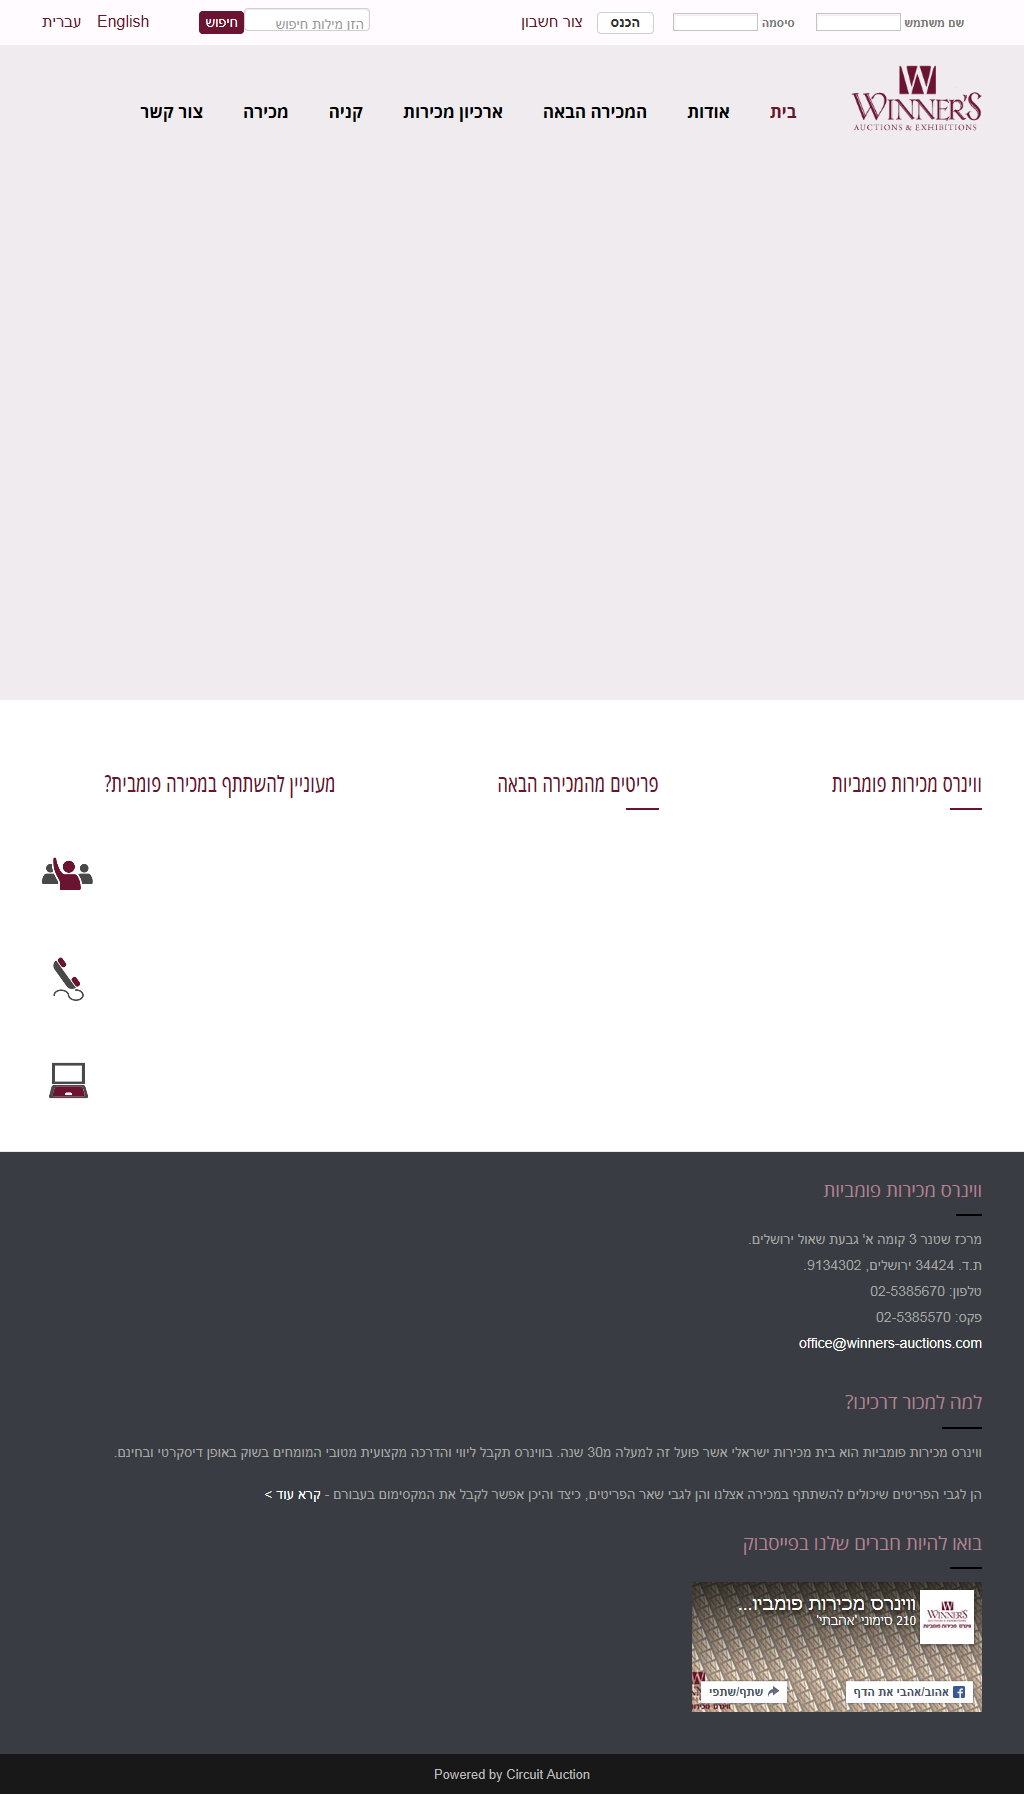 שם משתמש
סיסמה
הכנס
צור חשבון
הזן מילות חיפוש
חיפוש
English
עברית
WINNER'S
AUCTIONS & EXHIBITIONS
בית
אודות
המכירה הבאה
ארכיון מכירות
קניה
מכירה
צור קשר
ווינרס מכירות פומביות
פריטים מהמכירה הבאה
מעוניין להשתתף במכירה פומבית?
ווינרס מכירות פומביות
מרכז שטנר 3 קומה א' גבעת שאול ירושלים.
ת.ד. 34424 ירושלים, 9134302.
טלפון: 02-5385670
פקס: 02-5385570
office@winners-auctions.com
למה למכור דרכינו?
ווינרס מכירות פומביות הוא בית מכירות ישראלי אשר פועל זה למעלה מ30 שנה. בווינרס תקבל ליווי והדרכה מקצועית מטובי המומחים בשוק באופן דיסקרטי ובחינם.
הן לגבי הפריטים שיכולים להשתתף במכירה אצלנו והן לגבי שאר הפריטים, כיצד והיכן אפשר לקבל את המקסימום בעבורם - קרא עוד >
בואו להיות חברים שלנו בפייסבוק
ווינרס מכירות פומביו...
210 סימוני 'אהבתי'
WINNER'S
ווינרס מכירות פומביות
אהוב/אהבי את הדף
שתף/שתפי
Powered by Circuit Auction